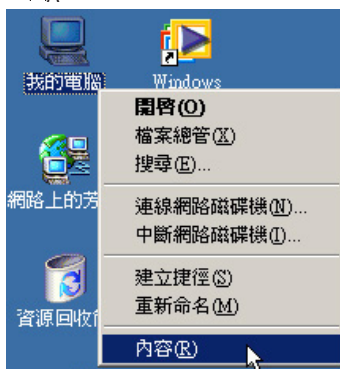 我的電腦
Windows
開啓(O)
檔案總管(X)
搜尋(E)...
網路上的芳
連線網路磁碟機(N)...
中斷網路磁碟機(I)...
建立捷徑(S)
重新命名(M)
資源回收
內容(R)